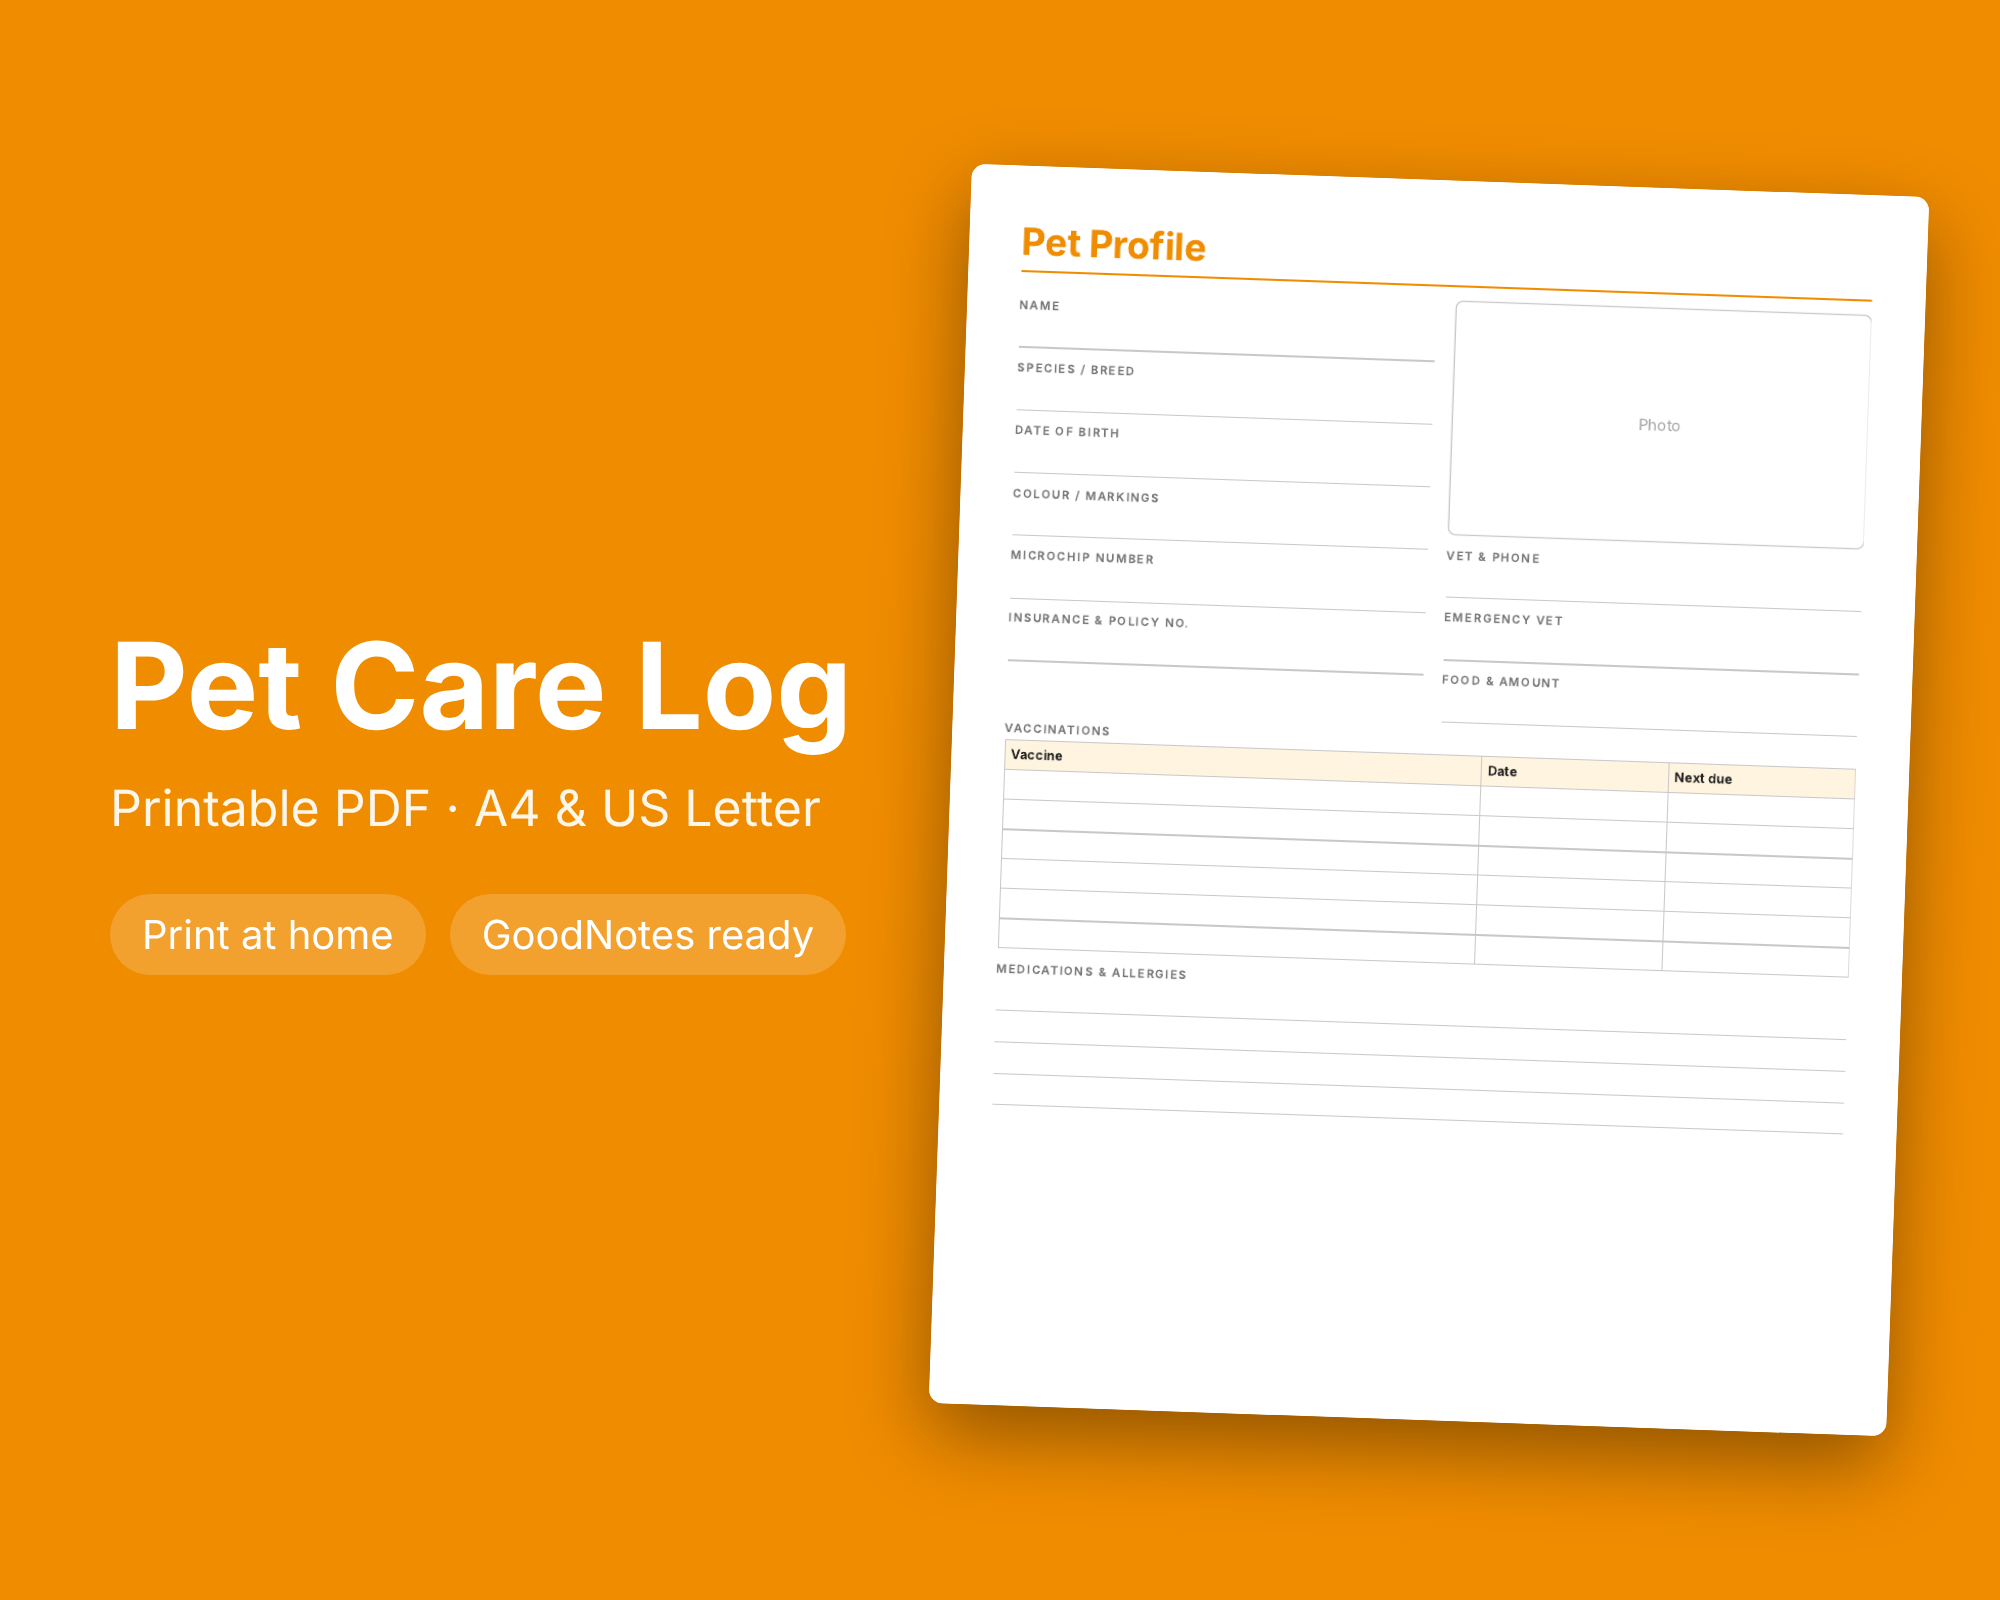 Pet Care Log
Printable PDF · A4 & US Letter
Print at home
GoodNotes ready
Pet Profile
NAME
SPECIES / BREED
DATE OF BIRTH
COLOUR / MARKINGS
MICROCHIP NUMBER
INSURANCE & POLICY NO.
Photo
VET & PHONE
EMERGENCY VET
FOOD & AMOUNT
VACCINATIONS
Vaccine Date Next due
MEDICATIONS & ALLERGIES